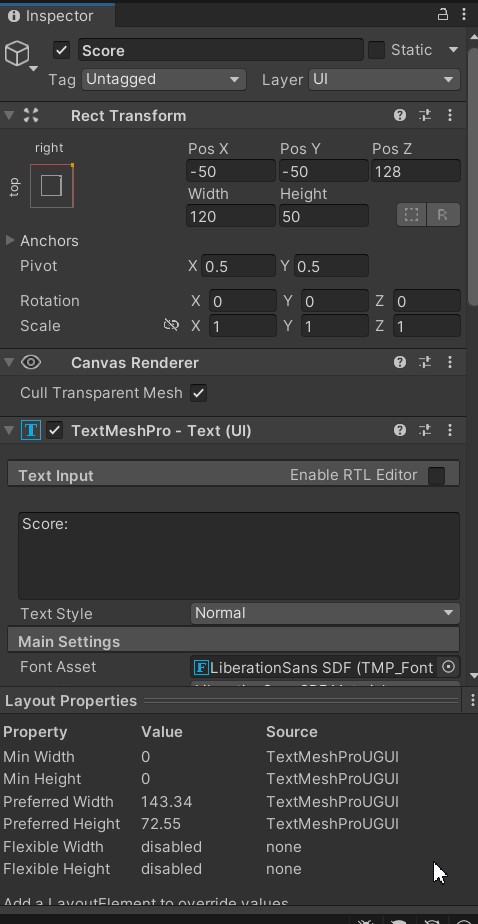 Inspector
Score Static
Tag Untagged Layer UI
Rect Transform
right
top
Pos X Pos Y Pos Z
-50 -50 128
Width Height
120 50 R
Anchors
Pivot X 0.5 Y 0.5
Rotation X 0 Y 0 Z 0
Scale X 1 Y 1 Z 1
Canvas Renderer
Cull Transparent Mesh
T TextMeshPro - Text (UI)
Text Input Enable RTL Editor
Score:
Text Style Normal
Main Settings
Font Asset F LiberationSans SDF (TMP_Font
Layout Properties
Property Value Source
Min Width 0 TextMeshProUGUI
Min Height 0 TextMeshProUGUI
Preferred Width 143.34 TextMeshProUGUI
Preferred Height 72.55 TextMeshProUGUI
Flexible Width disabled none
Flexible Height disabled none
Add a LayoutElement to override values